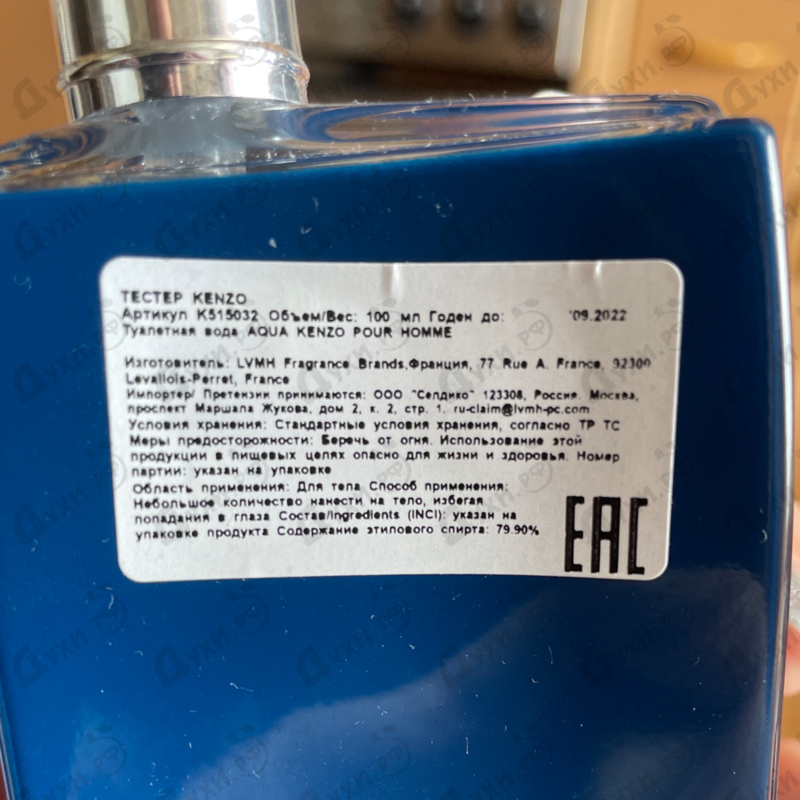 ТЕСТЕР KENZO
Артикул K515032 Объем/Вес: 100 мл Годен до: '09.2022
Туалетная вода AQUA KENZO POUR HOMME
Изготовитель: LVMH Fragrance Brands,Франция, 77 Rue A. France, 92300
Levallois-Perret, France
Импортер/ Претензии принимаются: ООО "Селдико" 123308, Россия, Москва,
проспект Маршала Жукова, дом 2, к. 2, стр. 1. ru-claim@lvmh-pc.com
Условия хранения: Стандартные условия хранения, согласно ТР ТС
Меры предосторожности: Беречь от огня. Использование этой
продукции в пищевых целях опасно для жизни и здоровья. Номер
партии: указан на упаковке
Область применения: Для тела Способ применения:
Небольшое количество нанести на тело, избегая
попадания в глаза Состав/Ingredients (INCI): указан на
упаковке продукта Содержание этилового спирта: 79.90%
EAC
Духи.РФ